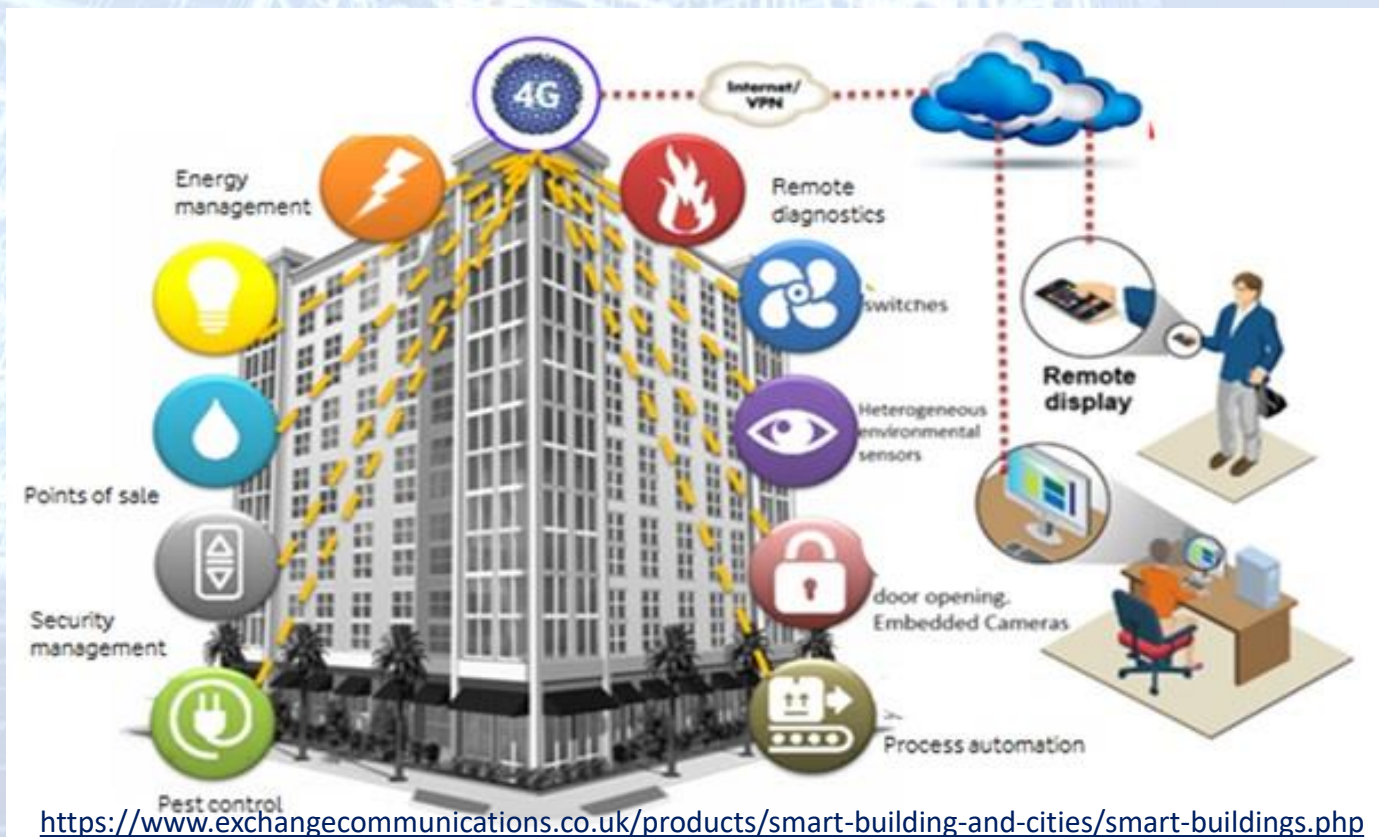 4G
Internet/
VPN
Energy
management
Remote
diagnostics
switches
Remote
display
Heterogeneous
environmental
sensors
Points of sale
door opening.
Embedded Cameras
Security
management
Process automation
Pest control
https://www.exchangecommunications.co.uk/products/smart-building-and-cities/smart-buildings.php